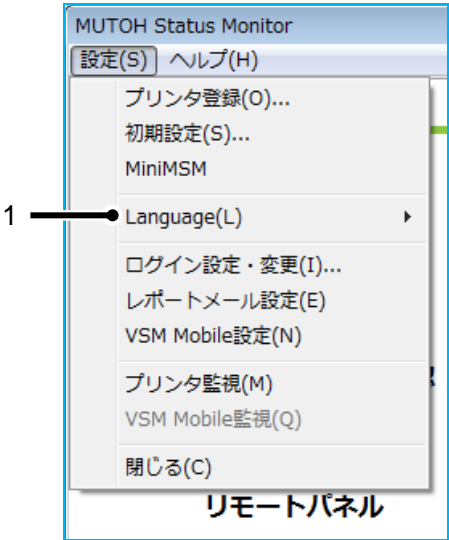 MUTOH Status Monitor
設定(S) ヘルプ(H)
プリンタ登録(O)...
初期設定(S)...
MiniMSM
1
Language(L)
ログイン設定・変更(I)...
レポートメール設定(E)
VSM Mobile設定(N)
プリンタ監視(M)
VSM Mobile監視(Q)
閉じる(C)
リモートパネル